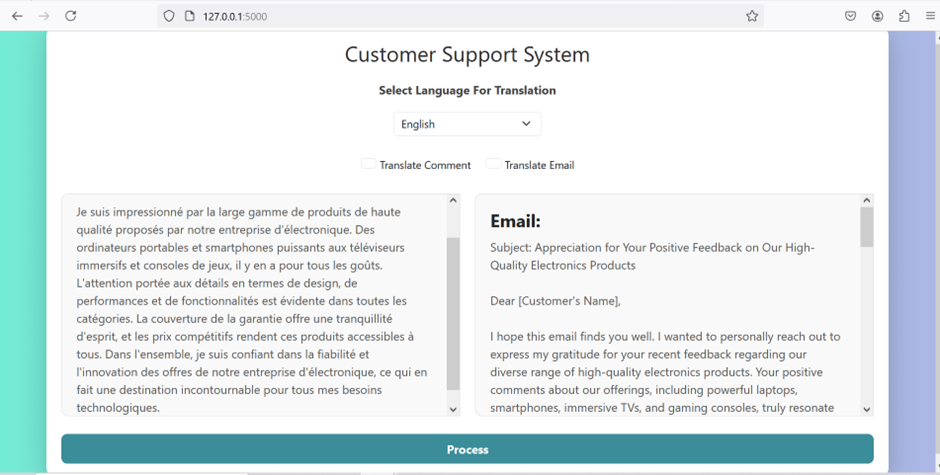 127.0.0.1:5000
Customer Support System
Select Language For Translation
English
Translate Comment
Translate Email
Je suis impressionné par la large gamme de produits de haute
qualité proposés par notre entreprise d'électronique. Des
ordinateurs portables et smartphones puissants aux téléviseurs
immersifs et consoles de jeux, il y en a pour tous les goûts.
L'attention portée aux détails en termes de design, de
performances et de fonctionnalités est évidente dans toutes les
catégories. La couverture de la garantie offre une tranquillité
d'esprit, et les prix compétitifs rendent ces produits accessibles à
tous. Dans l'ensemble, je suis confiant dans la fiabilité et
l'innovation des offres de notre entreprise d'électronique, ce qui en
fait une destination incontournable pour tous mes besoins
technologiques.
Email:
Subject: Appreciation for Your Positive Feedback on Our High-
Quality Electronics Products
Dear [Customer's Name],
I hope this email finds you well. I wanted to personally reach out to
express my gratitude for your recent feedback regarding our
diverse range of high-quality electronics products. Your positive
comments about our offerings, including powerful laptops,
smartphones, immersive TVs, and gaming consoles, truly resonate
Process